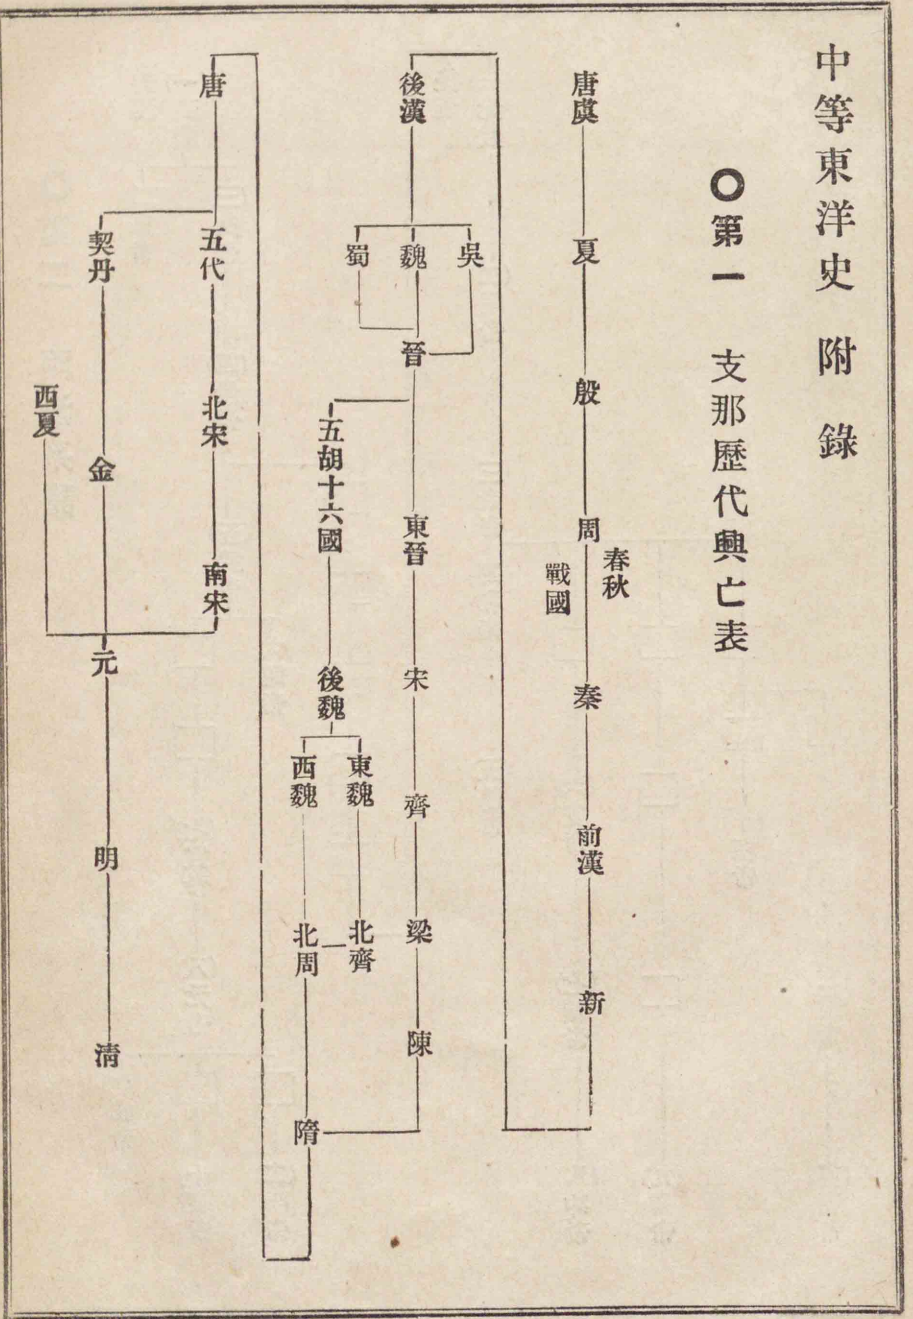 中等東洋史 附錄
〇第一 支那歷代興亡表
唐虞
夏
殷
周
春秋
戰國
秦
前漢
新
後漢
吳
魏
蜀
晉
東晉
宋
齊
梁
陳
五胡十六國
後魏
東魏
西魏
北齊
北周
隋
唐
五代
北宋
南宋
契丹
金
西夏
元
明
淸